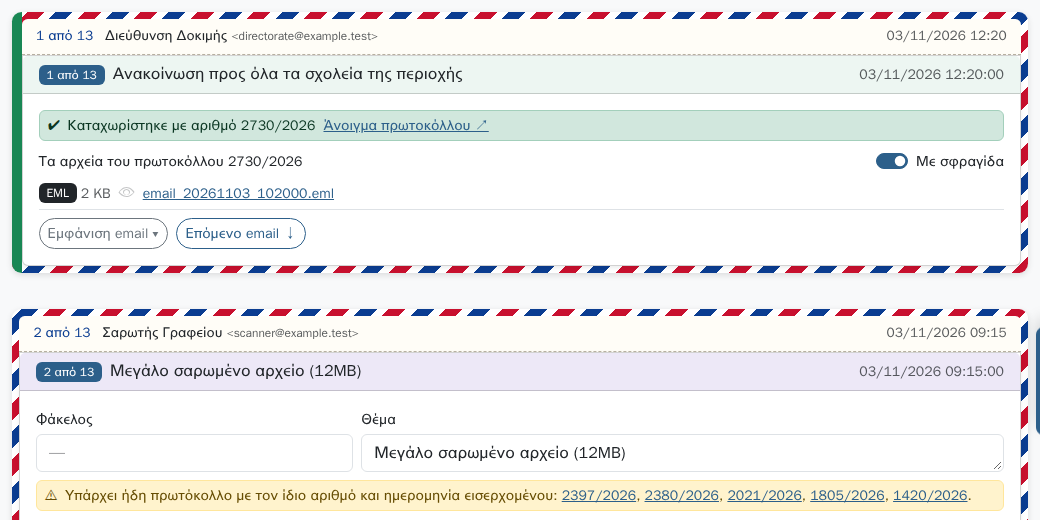 1 από 13 Διεύθυνση Δοκιμής <directorate@example.test> 03/11/2026 12:20
1 από 13 Ανακοίνωση προς όλα τα σχολεία της περιοχής 03/11/2026 12:20:00
✔ Καταχωρίστηκε με αριθμό 2730/2026 Άνοιγμα πρωτοκόλλου ↗
Τα αρχεία του πρωτοκόλλου 2730/2026 Με σφραγίδα
EML 2 KB email_20261103_102000.eml
Εμφάνιση email ▾ Επόμενο email ↓
2 από 13 Σαρωτής Γραφείου <scanner@example.test> 03/11/2026 09:15
2 από 13 Μεγάλο σαρωμένο αρχείο (12MB) 03/11/2026 09:15:00
Φάκελος Θέμα
— Μεγάλο σαρωμένο αρχείο (12MB)
⚠ Υπάρχει ήδη πρωτόκολλο με τον ίδιο αριθμό και ημερομηνία εισερχομένου: 2397/2026, 2380/2026, 2021/2026, 1805/2026, 1420/2026.